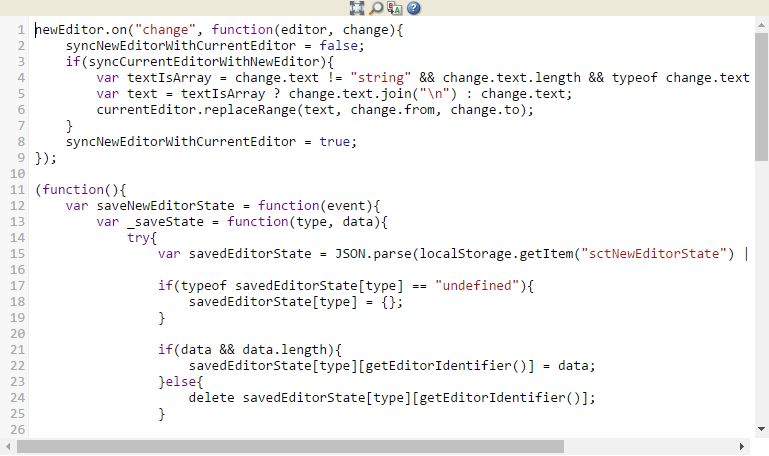 1 newEditor.on("change", function(editor, change){
2 syncNewEditorWithCurrentEditor = false;
3 if(syncCurrentEditorWithNewEditor){
4 var textIsArray = change.text != "string" && change.text.length && typeof change.text
5 var text = textIsArray ? change.text.join("\n") : change.text;
6 currentEditor.replaceRange(text, change.from, change.to);
7 }
8 syncNewEditorWithCurrentEditor = true;
9 });
10
11 (function(){
12 var saveNewEditorState = function(event){
13 var _saveState = function(type, data){
14 try{
15 var savedEditorState = JSON.parse(localStorage.getItem("sctNewEditorState") |
16
17 if(typeof savedEditorState[type] == "undefined"){
18 savedEditorState[type] = {};
19 }
20
21 if(data && data.length){
22 savedEditorState[type][getEditorIdentifier()] = data;
23 }else{
24 delete savedEditorState[type][getEditorIdentifier()];
25 }
26